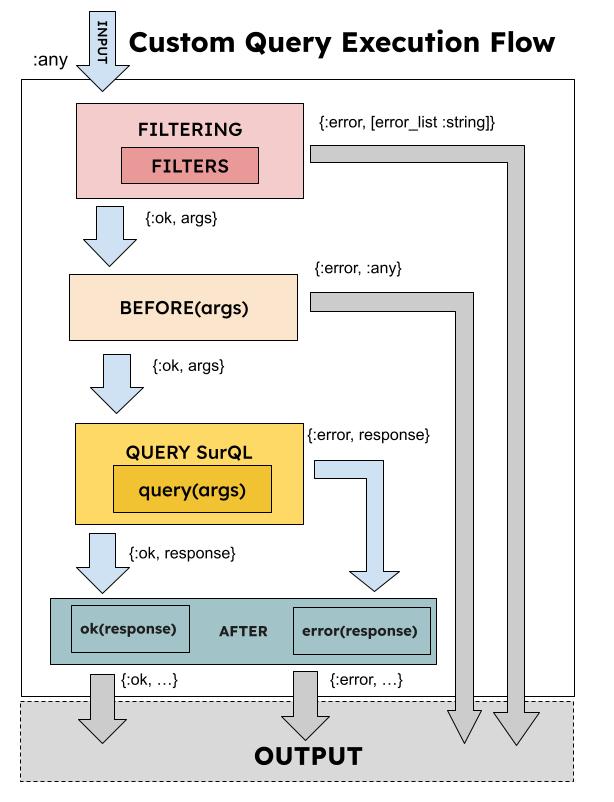 INPUT
Custom Query Execution Flow
:any
{:error, [error_list :string]}
FILTERING
FILTERS
{:ok, args}
{:error, :any}
BEFORE(args)
{:ok, args}
{:error, response}
QUERY SurQL
query(args)
{:ok, response}
ok(response)
AFTER
error(response)
{:ok, ...}
{:error, ...}
OUTPUT